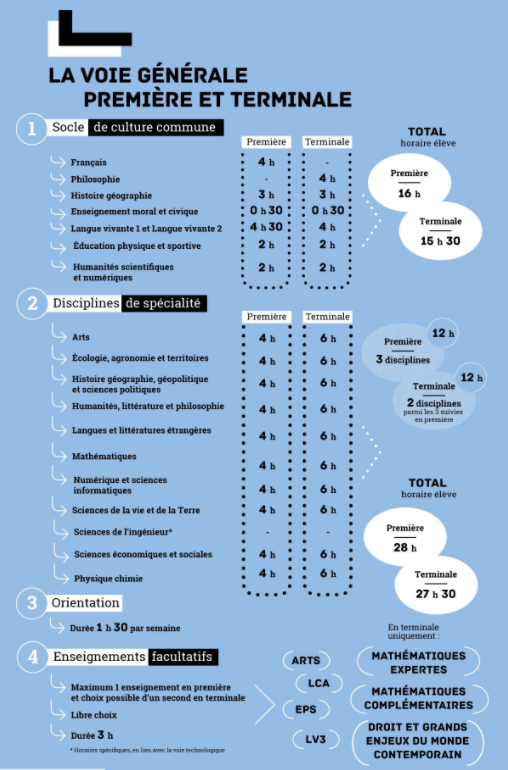 LA VOIE GÉNÉRALE
PREMIÈRE ET TERMINALE
1 Socle de culture commune
Première Terminale
TOTAL
horaire élève
Français 4 h -
Philosophie - 4 h
Histoire géographie 3 h 3 h
Enseignement moral et civique 0 h 30 0 h 30
Langue vivante 1 et Langue vivante 2 4 h 30 4 h
Éducation physique et sportive 2 h 2 h
Humanités scientifiques
et numériques 2 h 2 h
Première
16 h
Terminale
15 h 30
2 Disciplines de spécialité
Première Terminale
Arts 4 h 6 h
Écologie, agronomie et territoires 4 h 6 h
Histoire géographie, géopolitique
et sciences politiques 4 h 6 h
Humanités, littérature et philosophie 4 h 6 h
Langues et littératures étrangères 4 h 6 h
Mathématiques 4 h 6 h
Numérique et sciences
informatiques 4 h 6 h
Sciences de la vie et de la Terre 4 h 6 h
Sciences de l'ingénieur* - -
Sciences économiques et sociales 4 h 6 h
Physique chimie 4 h 6 h
12 h
Première
3 disciplines
12 h
Terminale
2 disciplines
parmi les 3 suivies
en première
TOTAL
horaire élève
Première
28 h
Terminale
27 h 30
3 Orientation
Durée 1 h 30 par semaine
4 Enseignements facultatifs
Maximum 1 enseignement en première
et choix possible d'un second en terminale
Libre choix
Durée 3 h
* Horaires spécifiques, en lien avec la voie technologique
ARTS
LCA
EPS
LV3
En terminale
uniquement :
MATHÉMATIQUES
EXPERTES
MATHÉMATIQUES
COMPLÉMENTAIRES
DROIT ET GRANDS
ENJEUX DU MONDE
CONTEMPORAIN